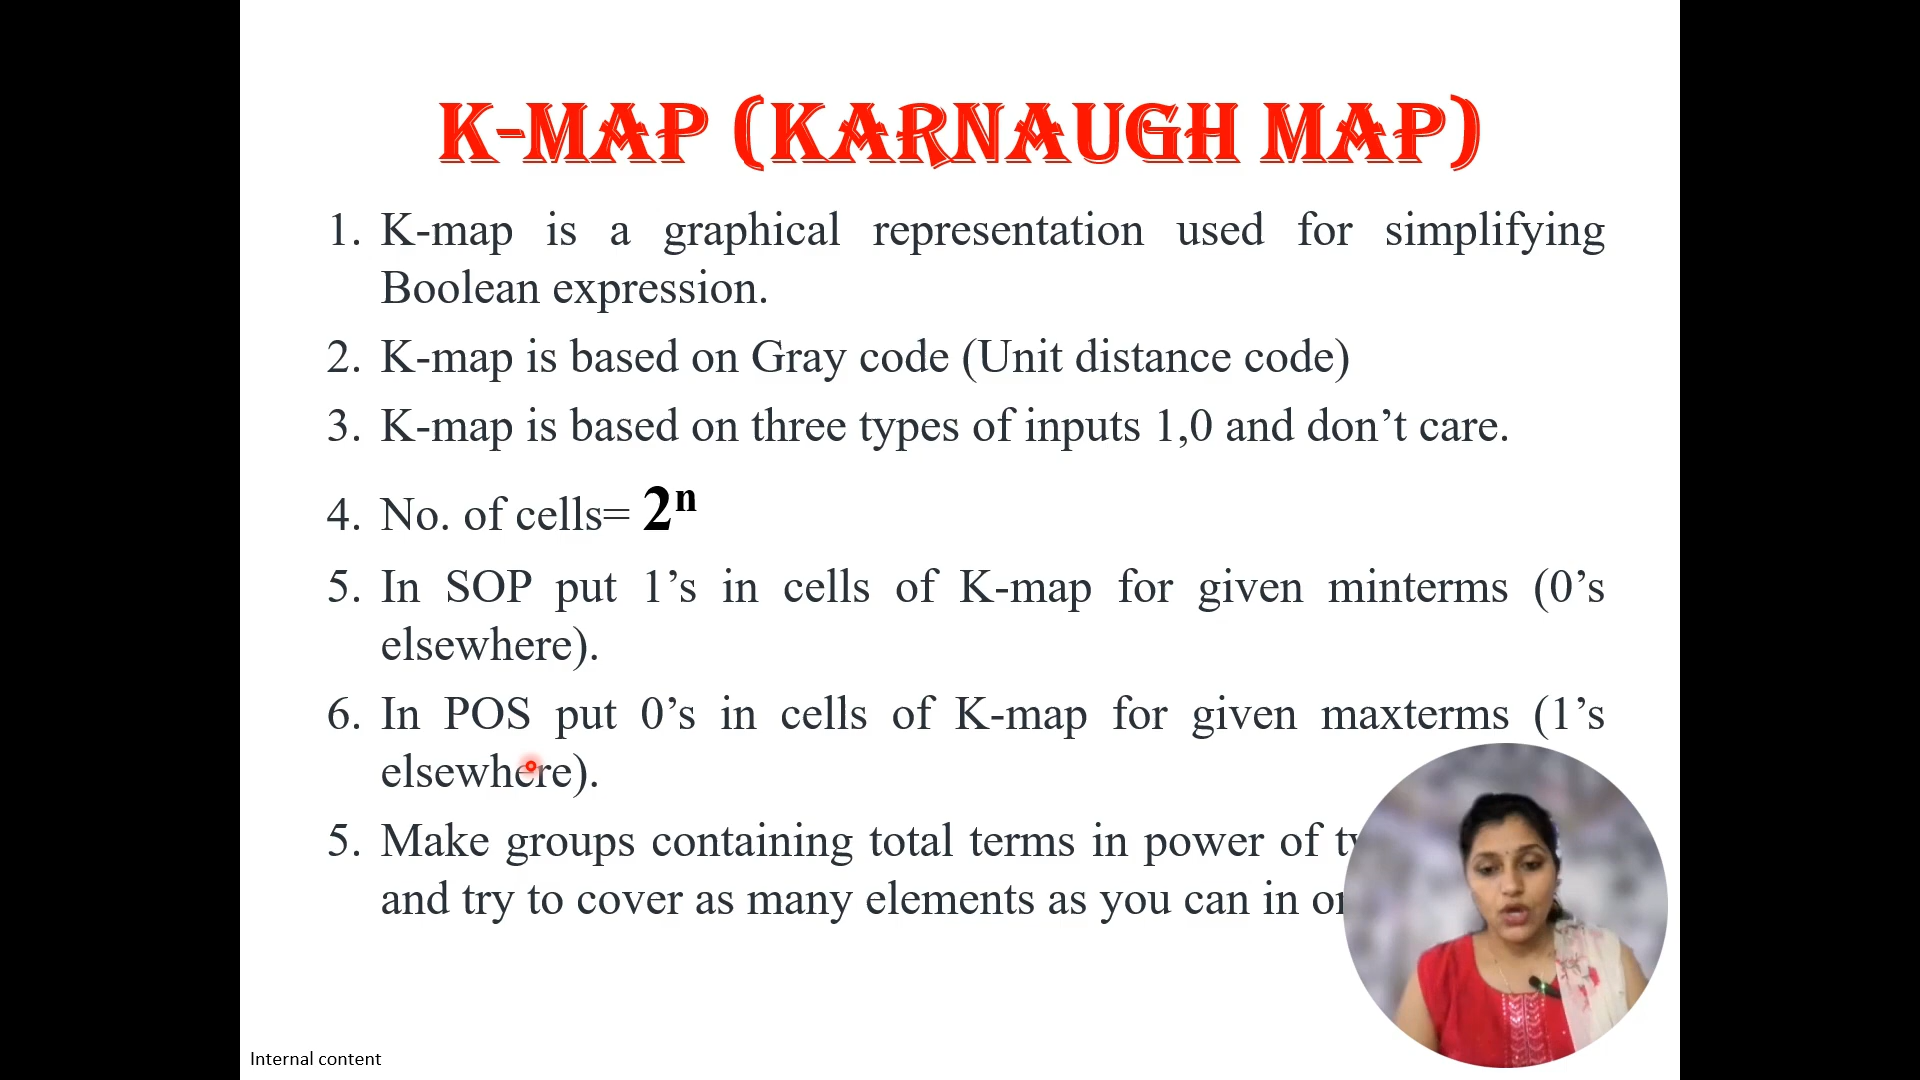 K-MAP (KARNAUGH MAP)
1. K-map is a graphical representation used for simplifying
Boolean expression.
2. K-map is based on Gray code (Unit distance code)
3. K-map is based on three types of inputs 1,0 and don’t care.
4. No. of cells= 2ⁿ
5. In SOP put 1’s in cells of K-map for given minterms (0’s
elsewhere).
6. In POS put 0’s in cells of K-map for given maxterms (1’s
elsewhere).
5. Make groups containing total terms in power of
and try to cover as many elements as you can in
Internal content